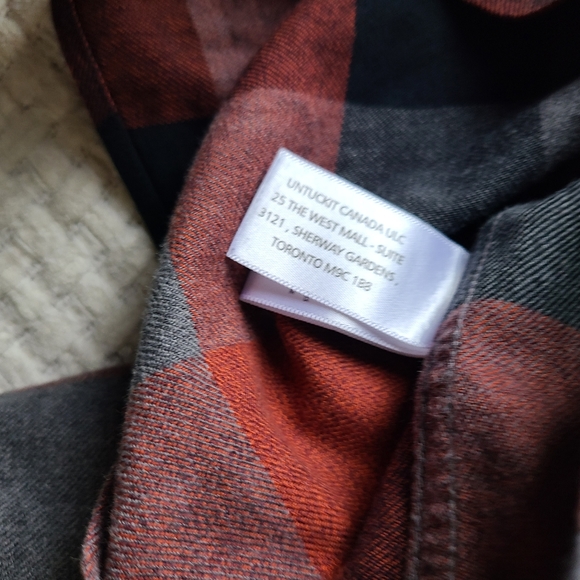 UNTUCKIT CANADA ULC
25 THE WEST MALL - SUITE
3121 , SHERWAY GARDENS ,
TORONTO M9C 1B8